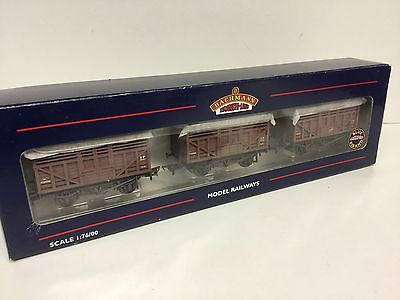 BACHMANN
BRANCH-LINE
MODEL RAILWAYS
SCALE 1:76/00